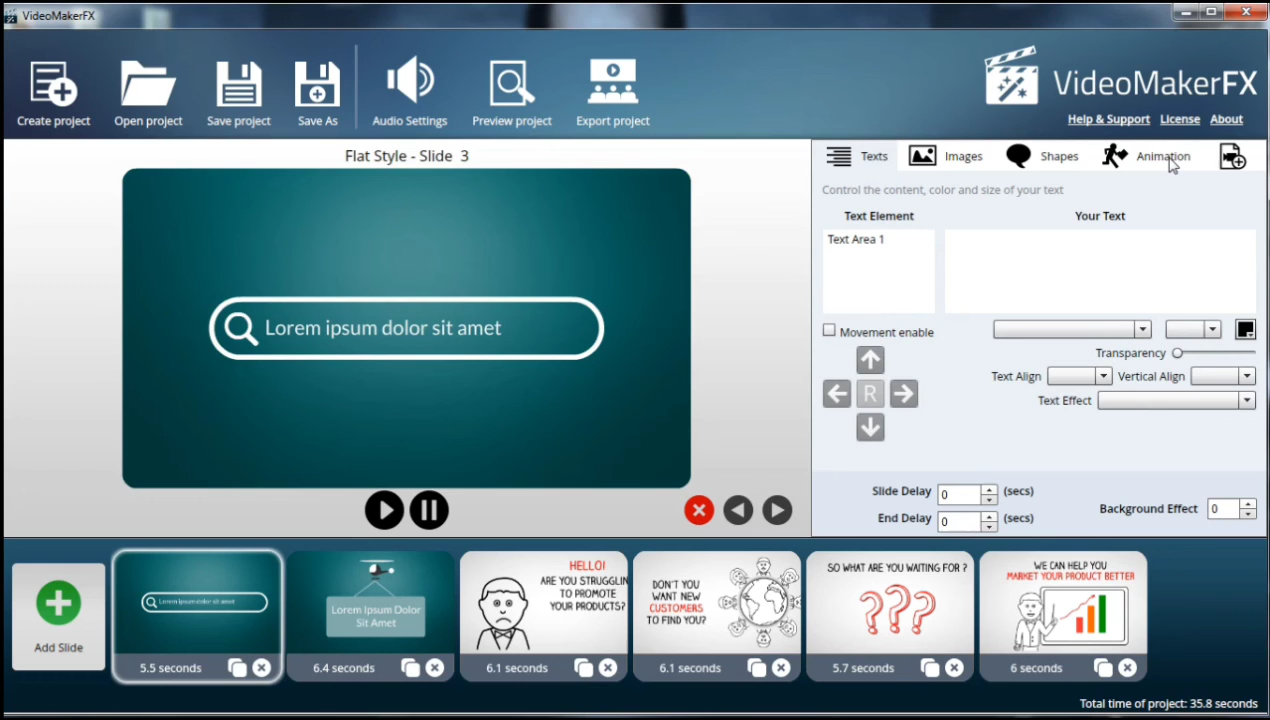 VideoMakerFX
Create project
Open project
Save project
Save As
Audio Settings
Preview project
Export project
VideoMakerFX
Help & Support License About
Flat Style - Slide 3
Lorem ipsum dolor sit amet
Texts
Images
Shapes
Animation
Control the content, color and size of your text
Text Element
Your Text
Text Area 1
Movement enable
R
Transparency
Text Align
Vertical Align
Text Effect
Slide Delay 0 (secs)
End Delay 0 (secs)
Background Effect 0
Add Slide
Lorem ipsum dolor sit amet
5.5 seconds
Lorem Ipsum Dolor
Sit Amet
6.4 seconds
HELLO!
ARE YOU STRUGGLIN
TO PROMOTE
YOUR PRODUCTS?
6.1 seconds
DON'T YOU
WANT NEW
CUSTOMERS
TO FIND YOU?
6.1 seconds
SO WHAT ARE YOU WAITING FOR ?
???
5.7 seconds
WE CAN HELP YOU
MARKET YOUR PRODUCT BETTER
6 seconds
Total time of project: 35.8 seconds